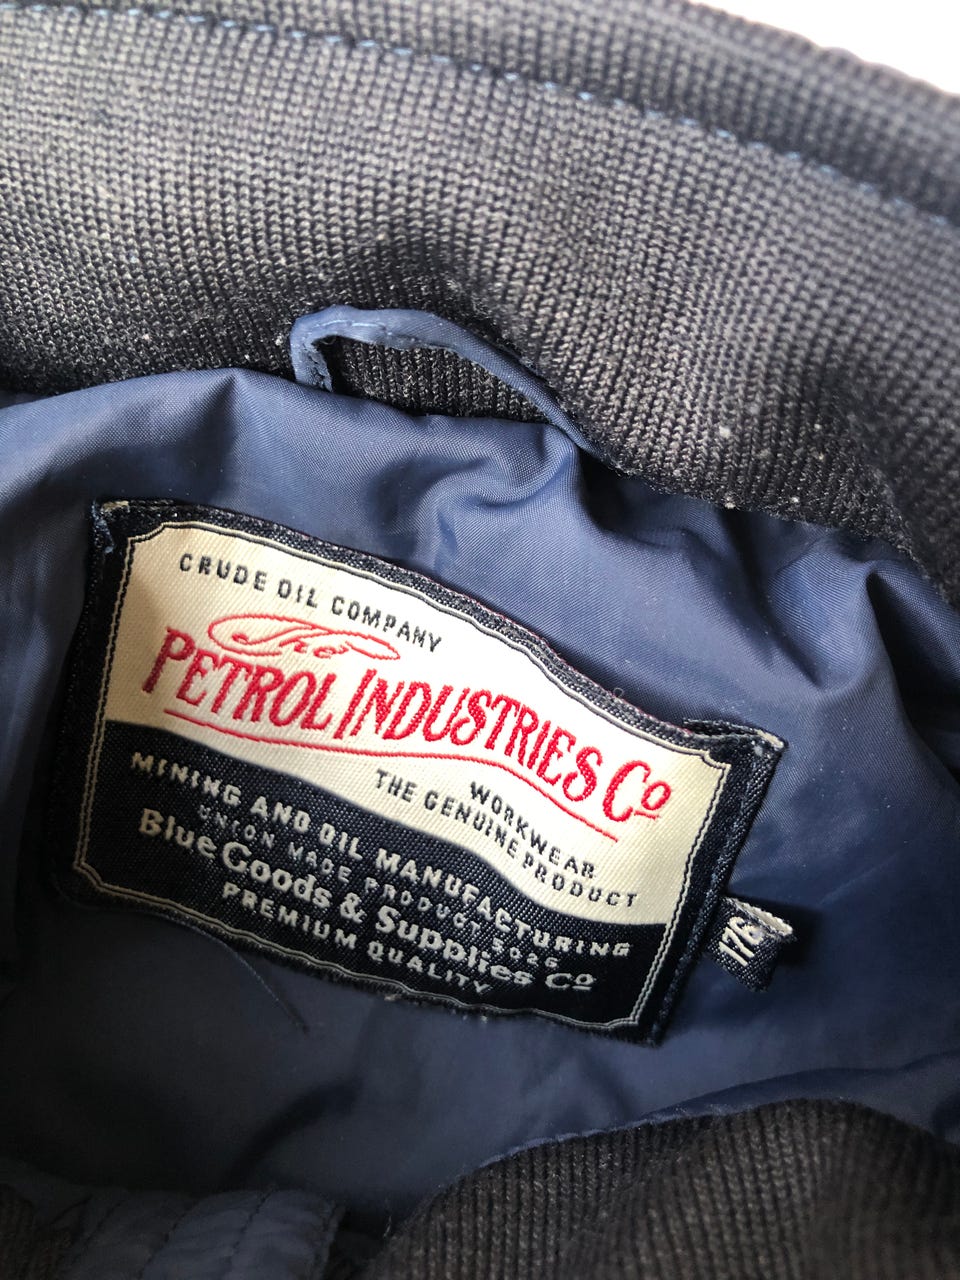 CRUDE OIL COMPANY
The
PETROL INDUSTRIES Co
WORKWEAR
THE GENUINE PRODUCT
MINING AND OIL MANUFACTURING
UNION MADE PRODUCT 5026
Blue Goods & Supplies Co
PREMIUM QUALITY
176